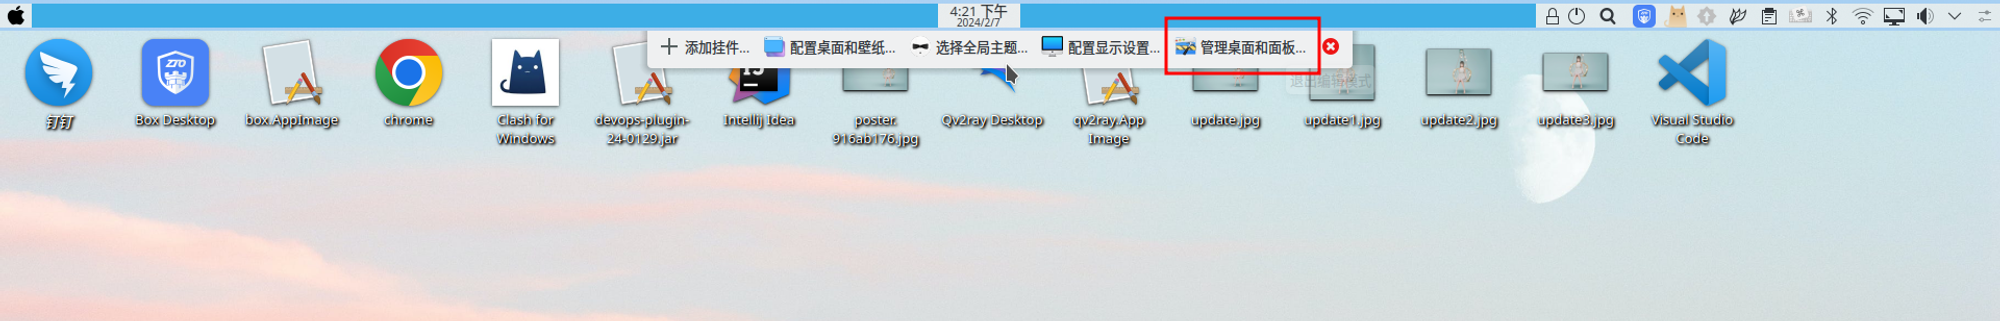 4:21 下午
2024/2/7
添加挂件...
配置桌面和壁纸...
选择全局主题...
配置显示设置...
管理桌面和面板...
退出编辑模式
ZTO
钉钉
Box Desktop
box.AppImage
chrome
Clash for
Windows
devops-plugin-
24-0129.jar
IJ
Intellij Idea
poster.
916ab176.jpg
Qv2ray Desktop
qv2ray.App
Image
update.jpg
update1.jpg
update2.jpg
update3.jpg
Visual Studio
Code